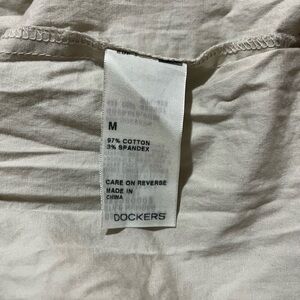 M
97% COTTON
3% SPANDEX
CARE ON REVERSE
MADE IN
CHINA
DOCKERS